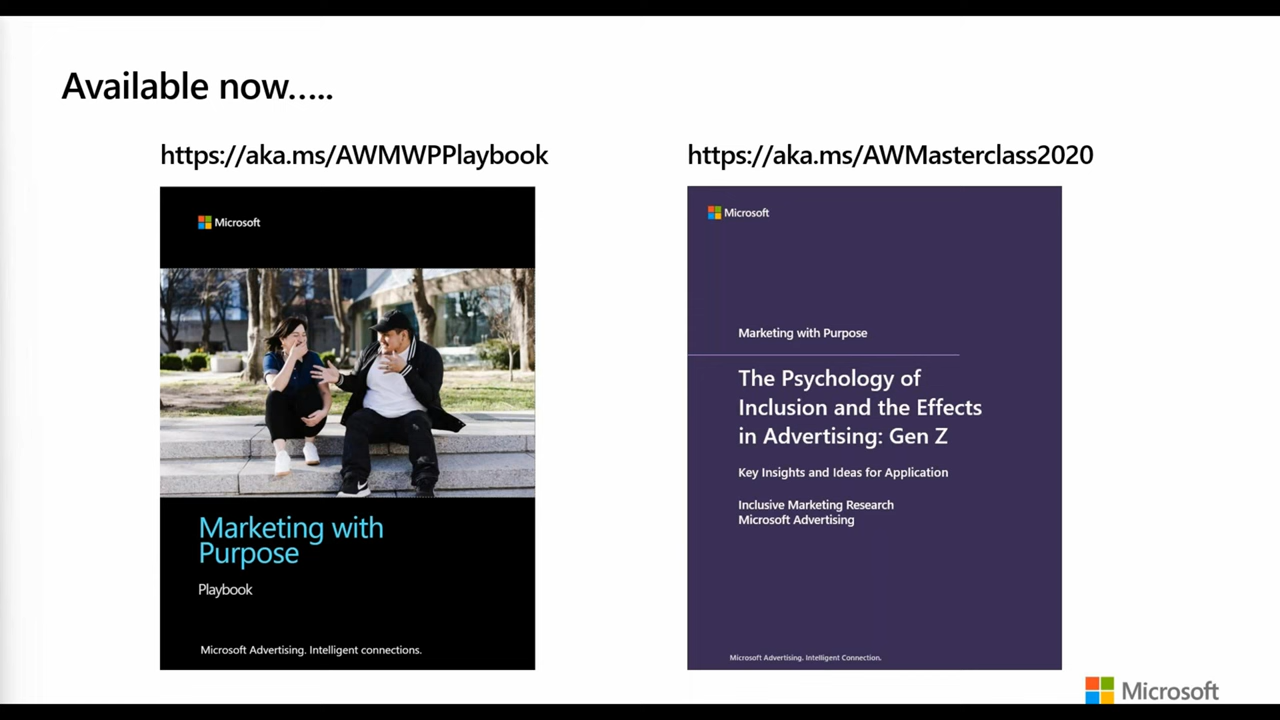 Available now.....
https://aka.ms/AWMWPPlaybook
Microsoft
Marketing with
Purpose
Playbook
Microsoft Advertising. Intelligent connections.
https://aka.ms/AWMasterclass2020
Microsoft
Marketing with Purpose
The Psychology of
Inclusion and the Effects
in Advertising: Gen Z
Key Insights and Ideas for Application
Inclusive Marketing Research
Microsoft Advertising
Microsoft Advertising. Intelligent Connection.
Microsoft